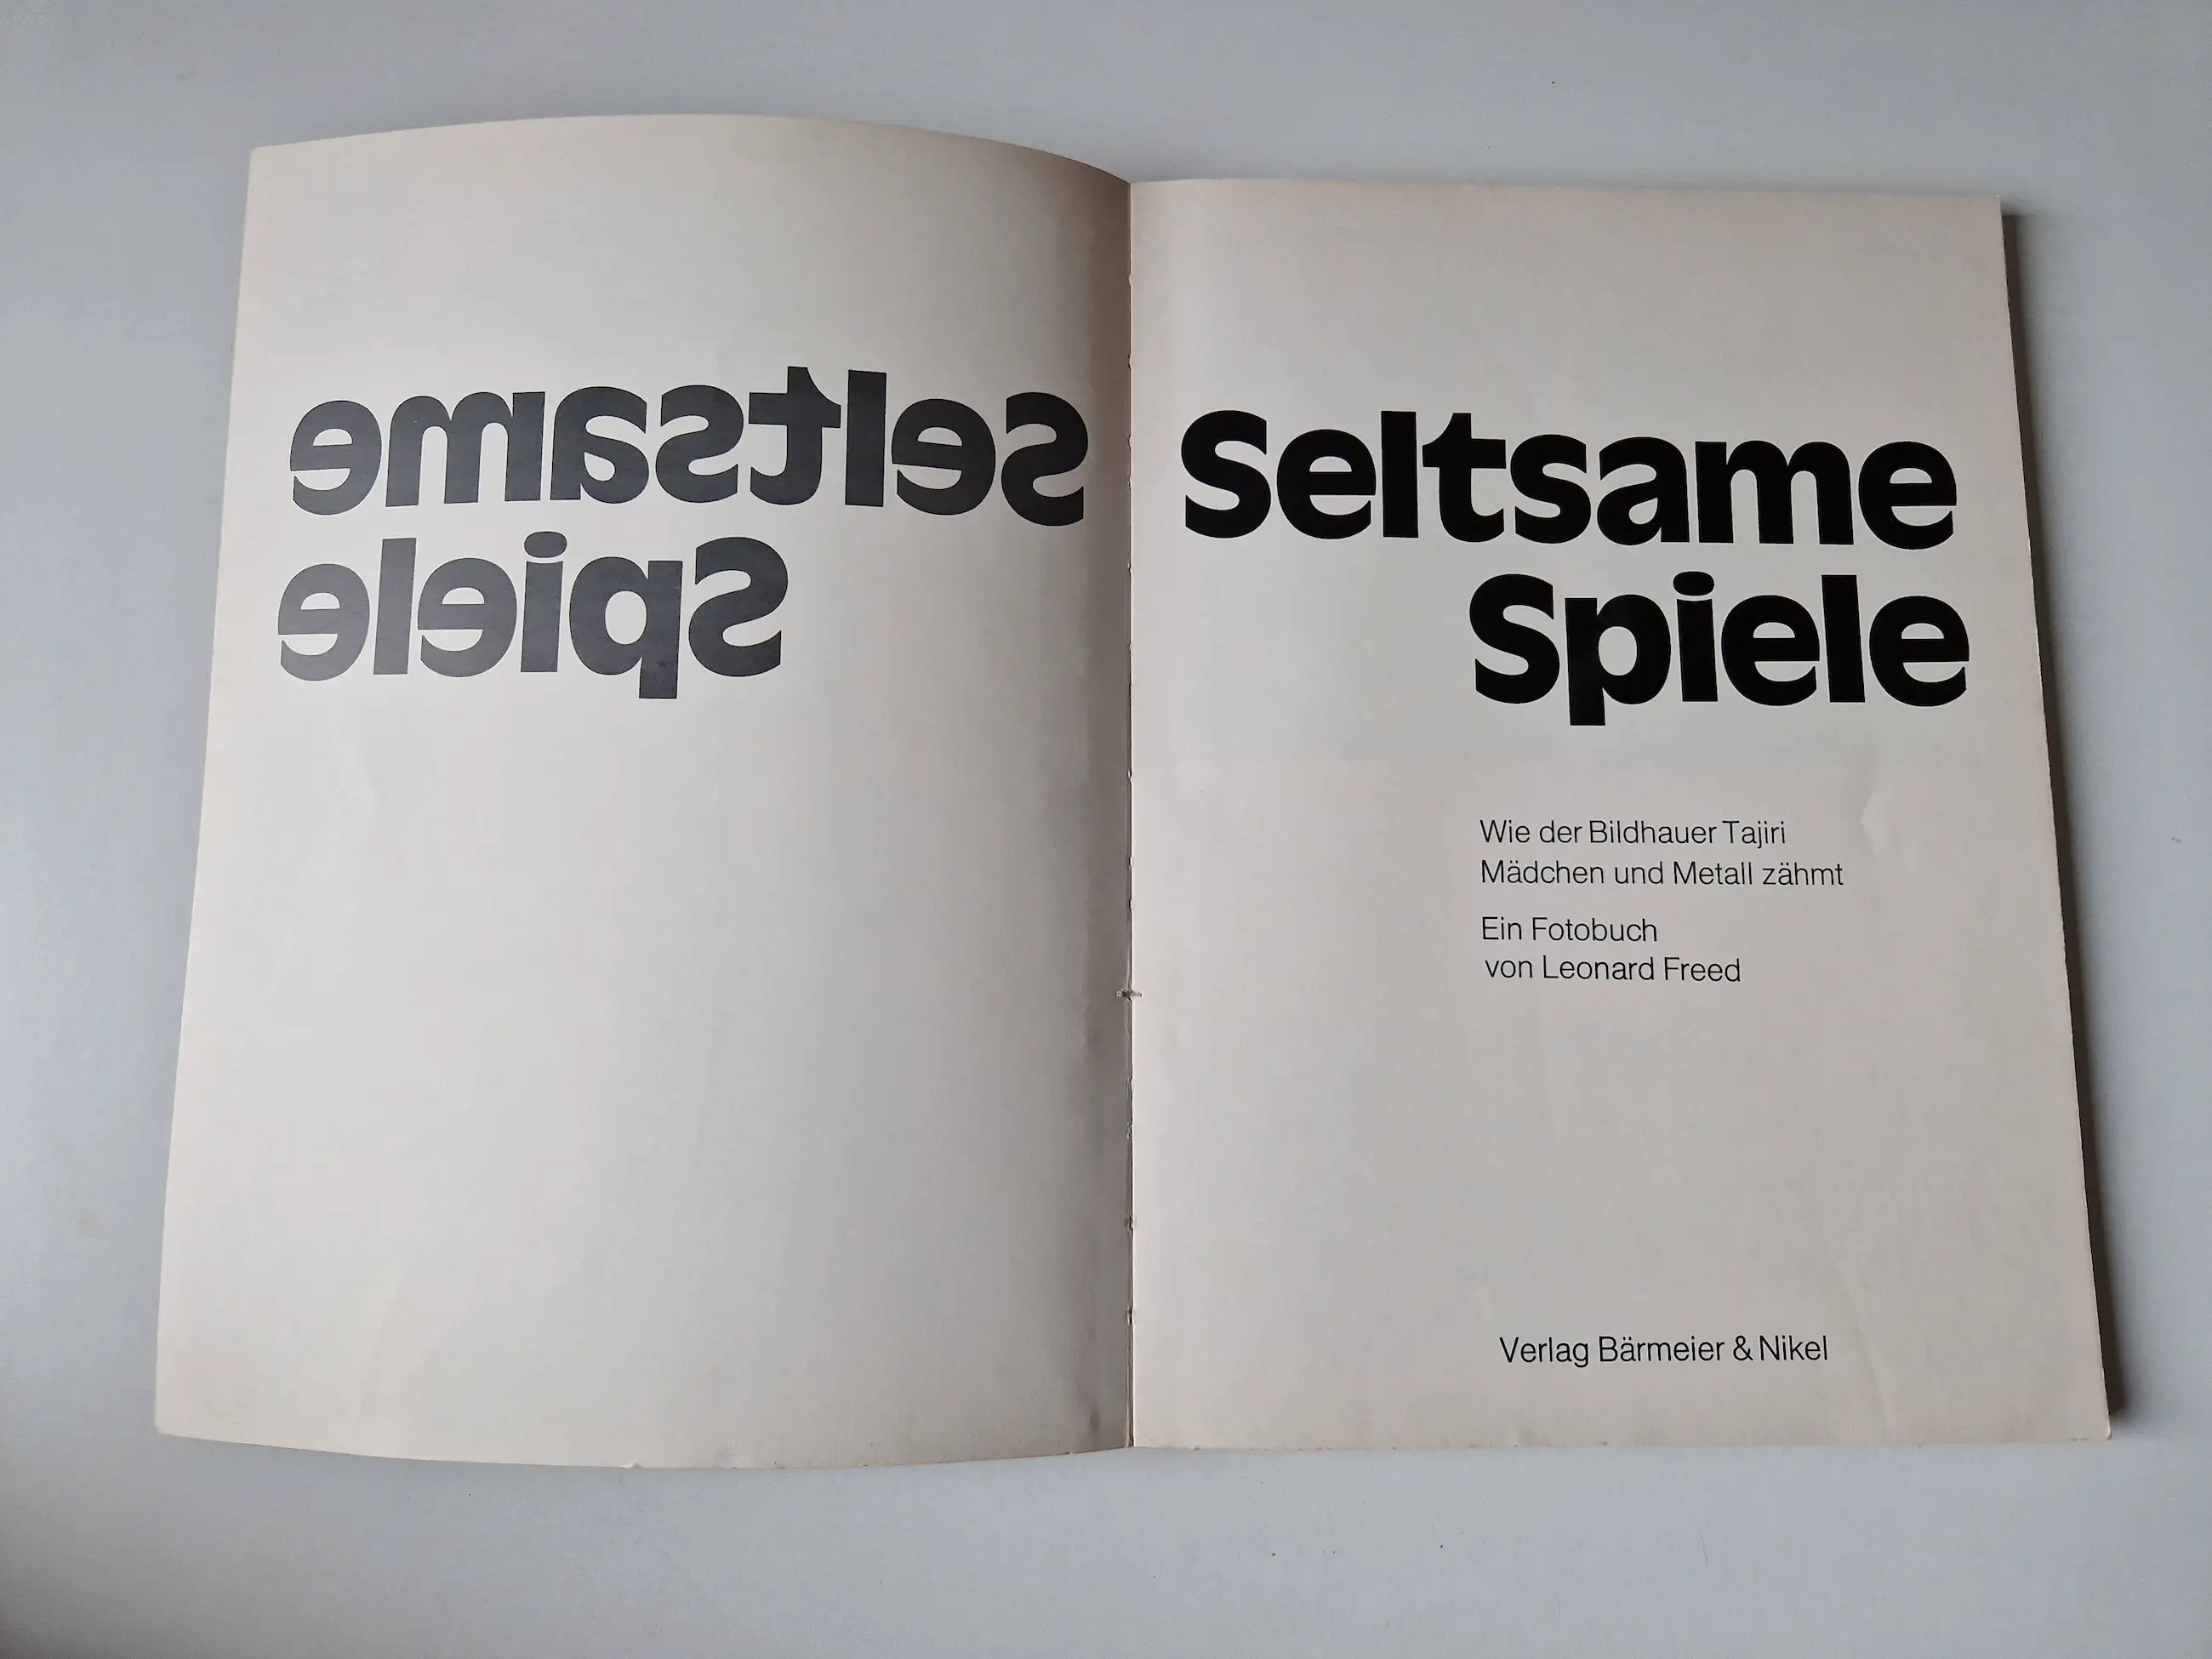 Seltsame
Spiele
Seltsame
Spiele
Wie der Bildhauer Tajiri
Mädchen und Metall zähmt
Ein Fotobuch
von Leonard Freed
Verlag Bärmeier & Nikel